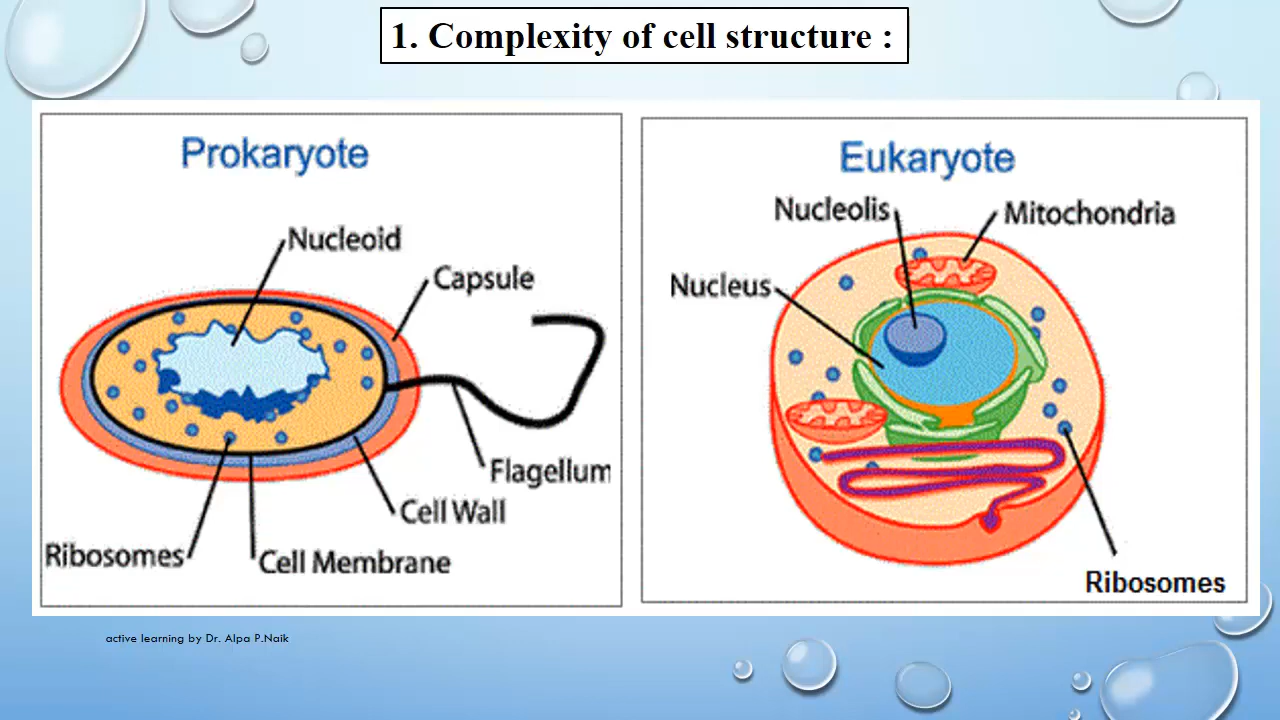 1. Complexity of cell structure :
Prokaryote
Nucleoid
Capsule
Flagellum
Cell Wall
Ribosomes
Cell Membrane
Eukaryote
Nucleolis
Mitochondria
Nucleus
Ribosomes
active learning by Dr. Alpa P.Naik